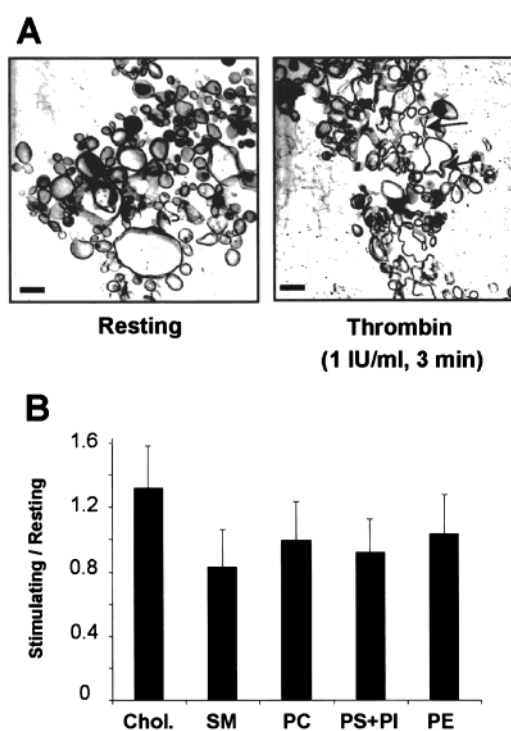 A
Resting
Thrombin
(1 IU/ml, 3 min)
B
Stimulating / Resting
1.6
1.2
0.8
0.4
0
Chol. SM PC PS+PI PE